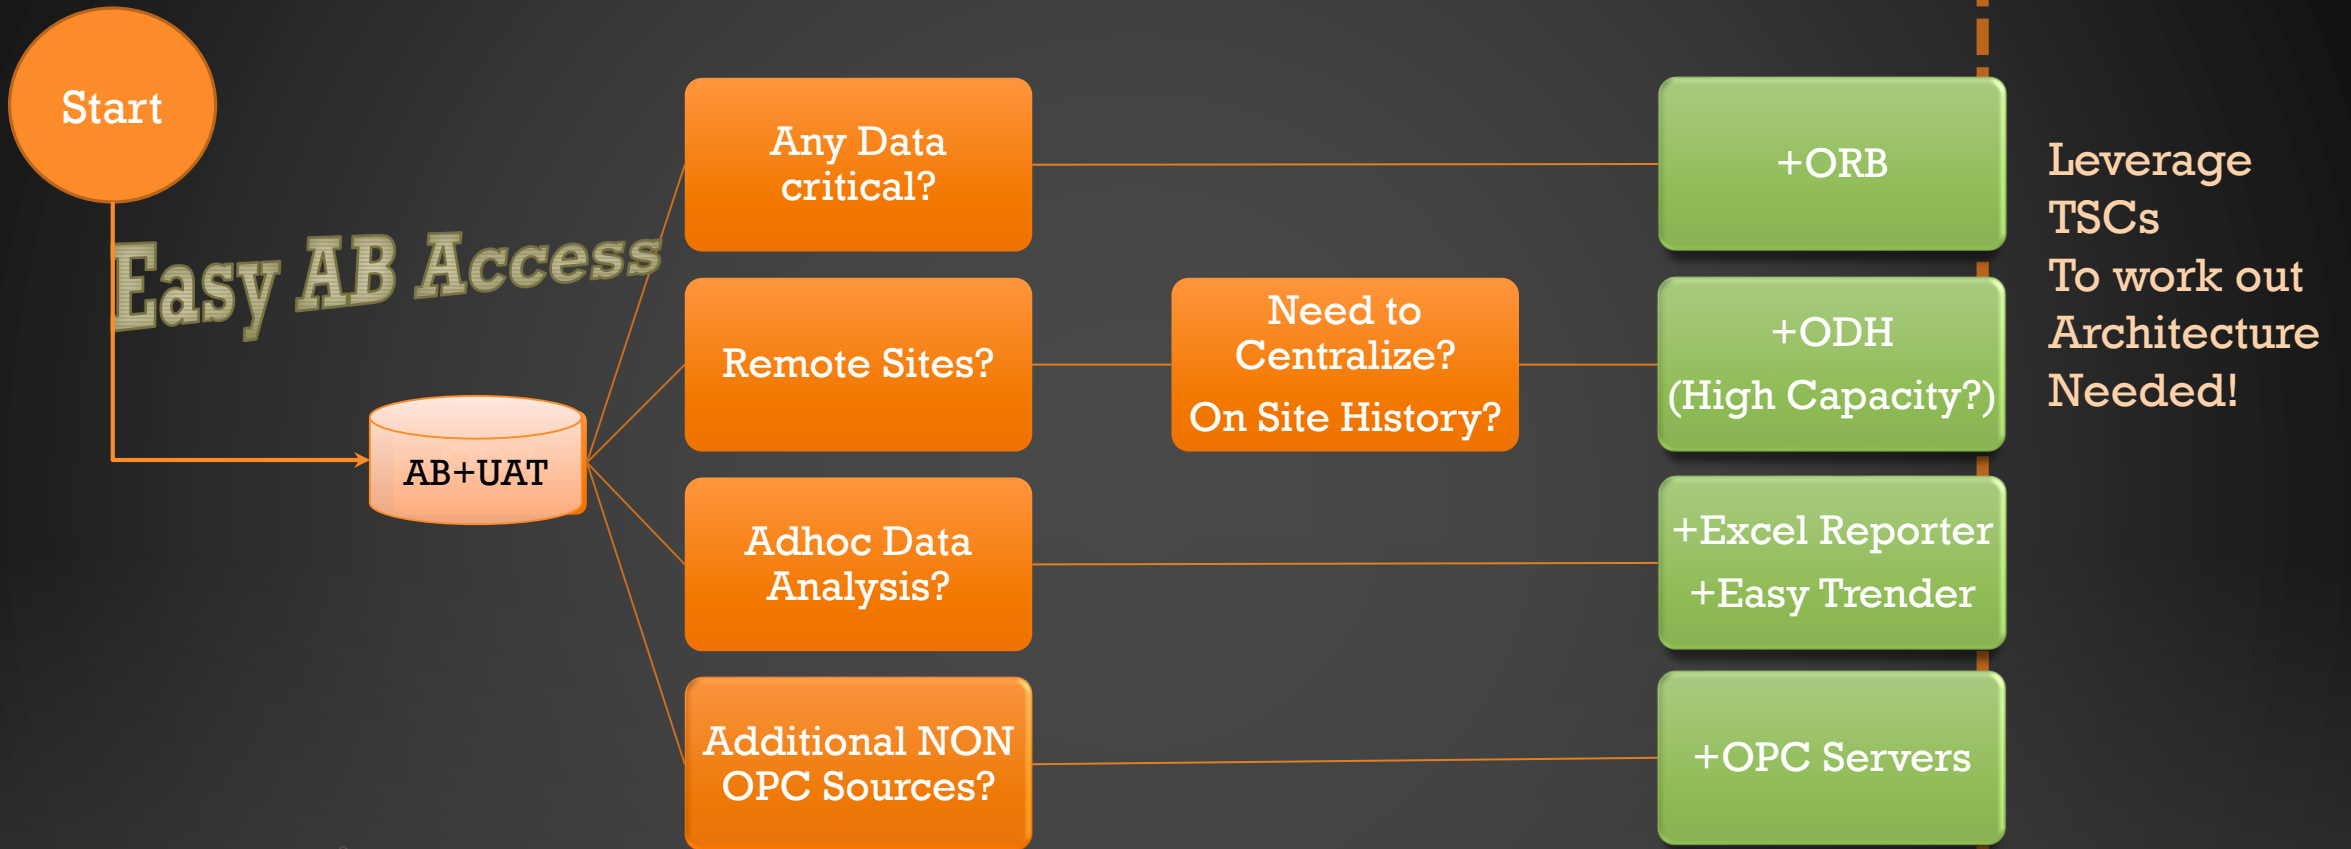 Start
Easy AB Access
AB+UAT
Any Data
critical?
Remote Sites?
Adhoc Data
Analysis?
Additional NON
OPC Sources?
Need to
Centralize?
On Site History?
+ORB
+ODH
(High Capacity?)
+Excel Reporter
+Easy Trender
+OPC Servers
Leverage
TSCs
To work out
Architecture
Needed!